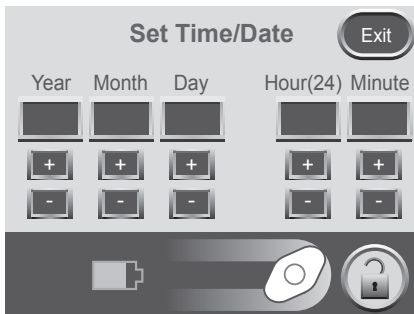 Set Time/Date Exit
Year Month Day Hour(24) Minute
+ + + + +
- - - - -